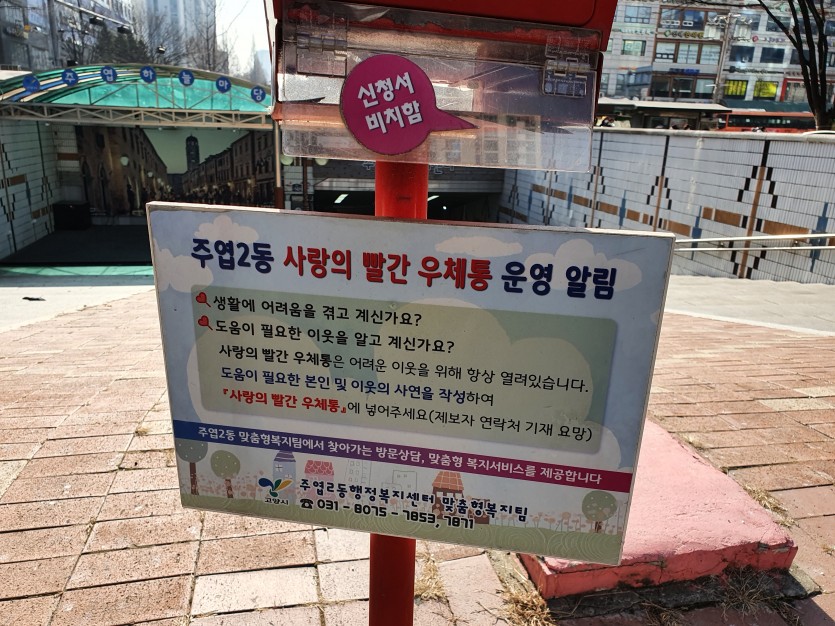 주엽하늘마당
신청서
비치함
주엽2동 사랑의 빨간 우체통 운영 알림
생활에 어려움을 겪고 계신가요?
도움이 필요한 이웃을 알고 계신가요?
사랑의 빨간 우체통은 어려운 이웃을 위해 항상 열려있습니다.
도움이 필요한 본인 및 이웃의 사연을 작성하여
『사랑의 빨간 우체통』에 넣어주세요(제보자 연락처 기재 요망)
주엽2동 맞춤형복지팀에서 찾아가는 방문상담, 맞춤형 복지서비스를 제공합니다
고양시
주엽2동행정복지센터 맞춤형복지팀
☎ 031 - 8075 - 7853, 7871